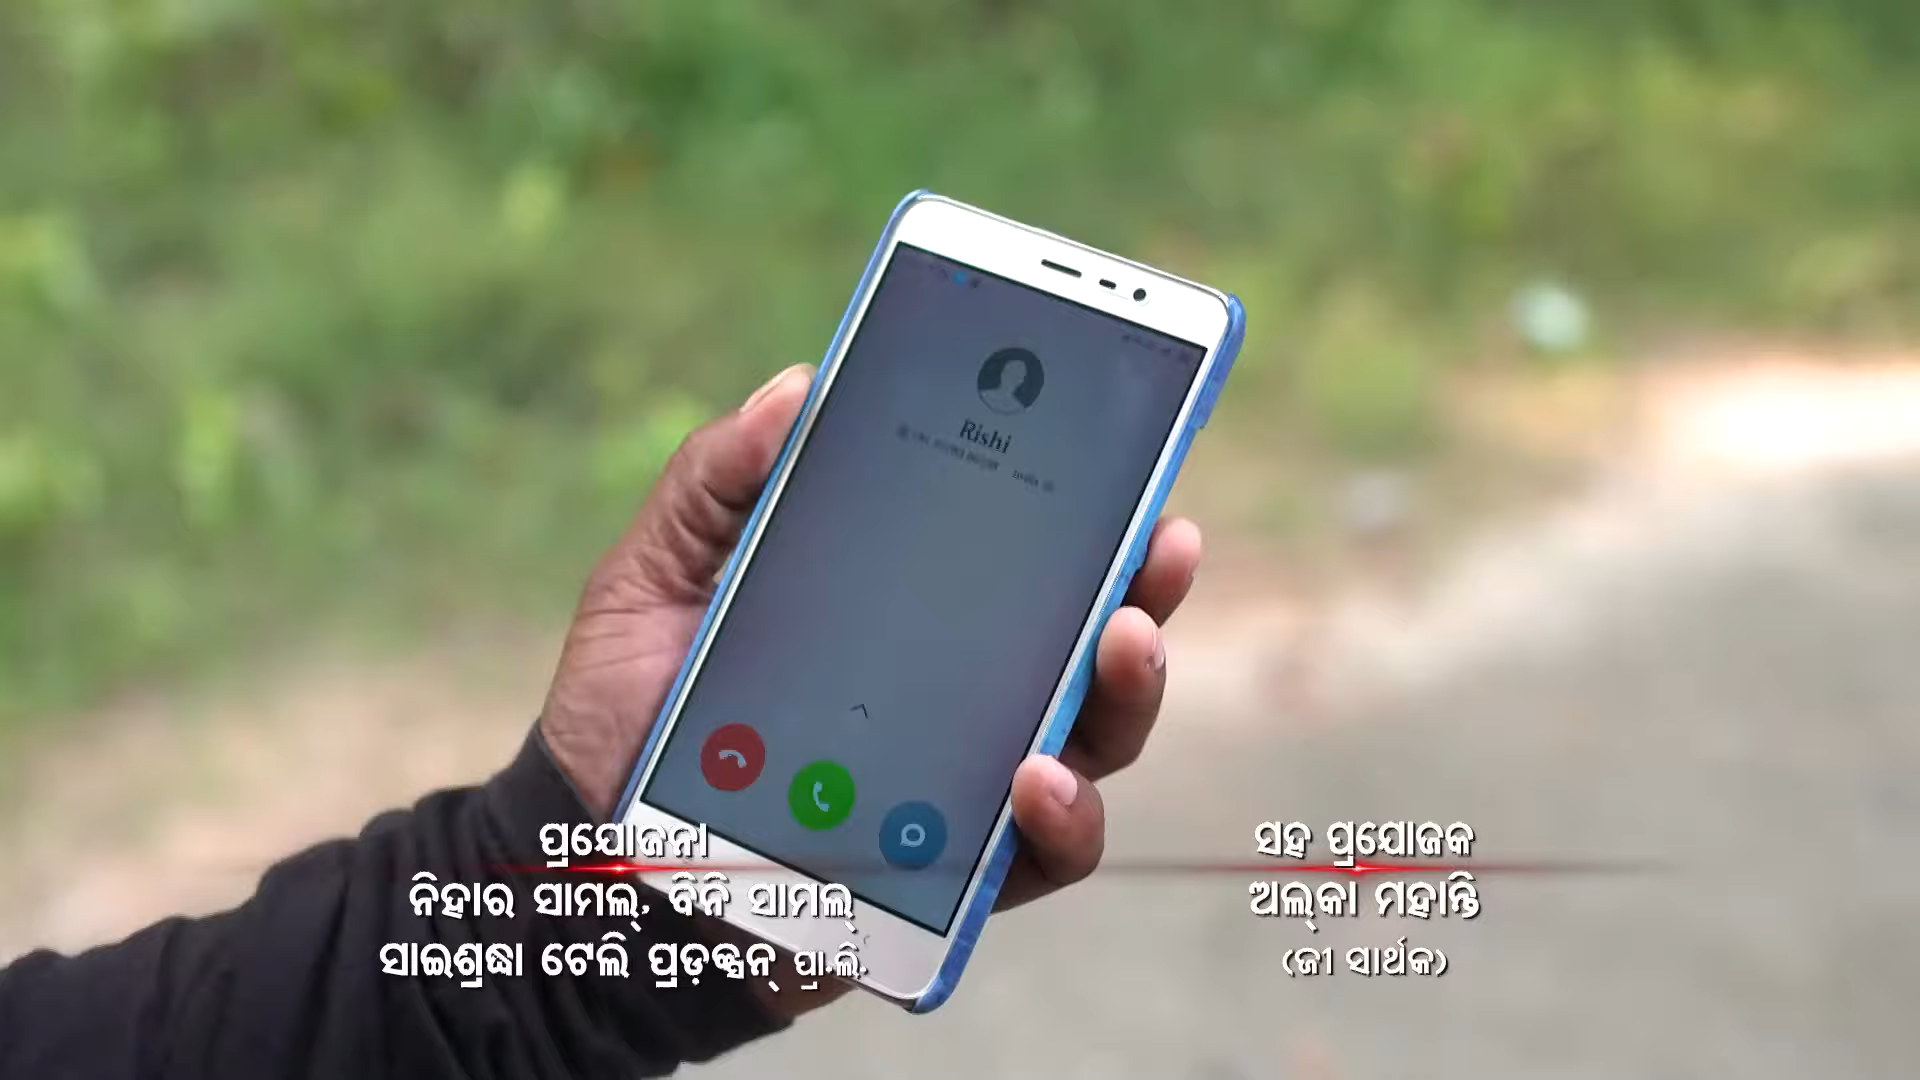 Rishi
ପ୍ରଯୋଜନା
ନିହାର ସାମଲ୍, ବିନି ସାମଲ୍
ସାଇଶ୍ରଦ୍ଧା ଟେଲି ପ୍ରଡ଼କ୍ସନ୍ ପ୍ରା.ଲି.
ସହ ପ୍ରଯୋଜକ
ଅଲ୍‌କା ମହାନ୍ତି
(ଜୀ ସାର୍ଥକ)